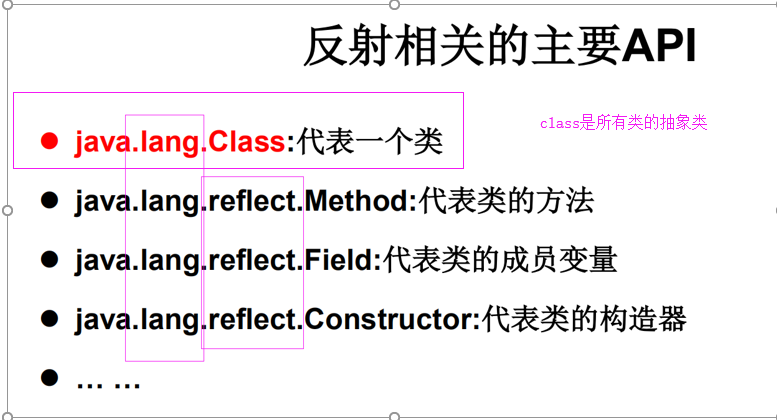 反射相关的主要API
java.lang.Class:代表一个类
class是所有类的抽象类
java.lang.reflect.Method:代表类的方法
java.lang.reflect.Field:代表类的成员变量
java.lang.reflect.Constructor:代表类的构造器
… …